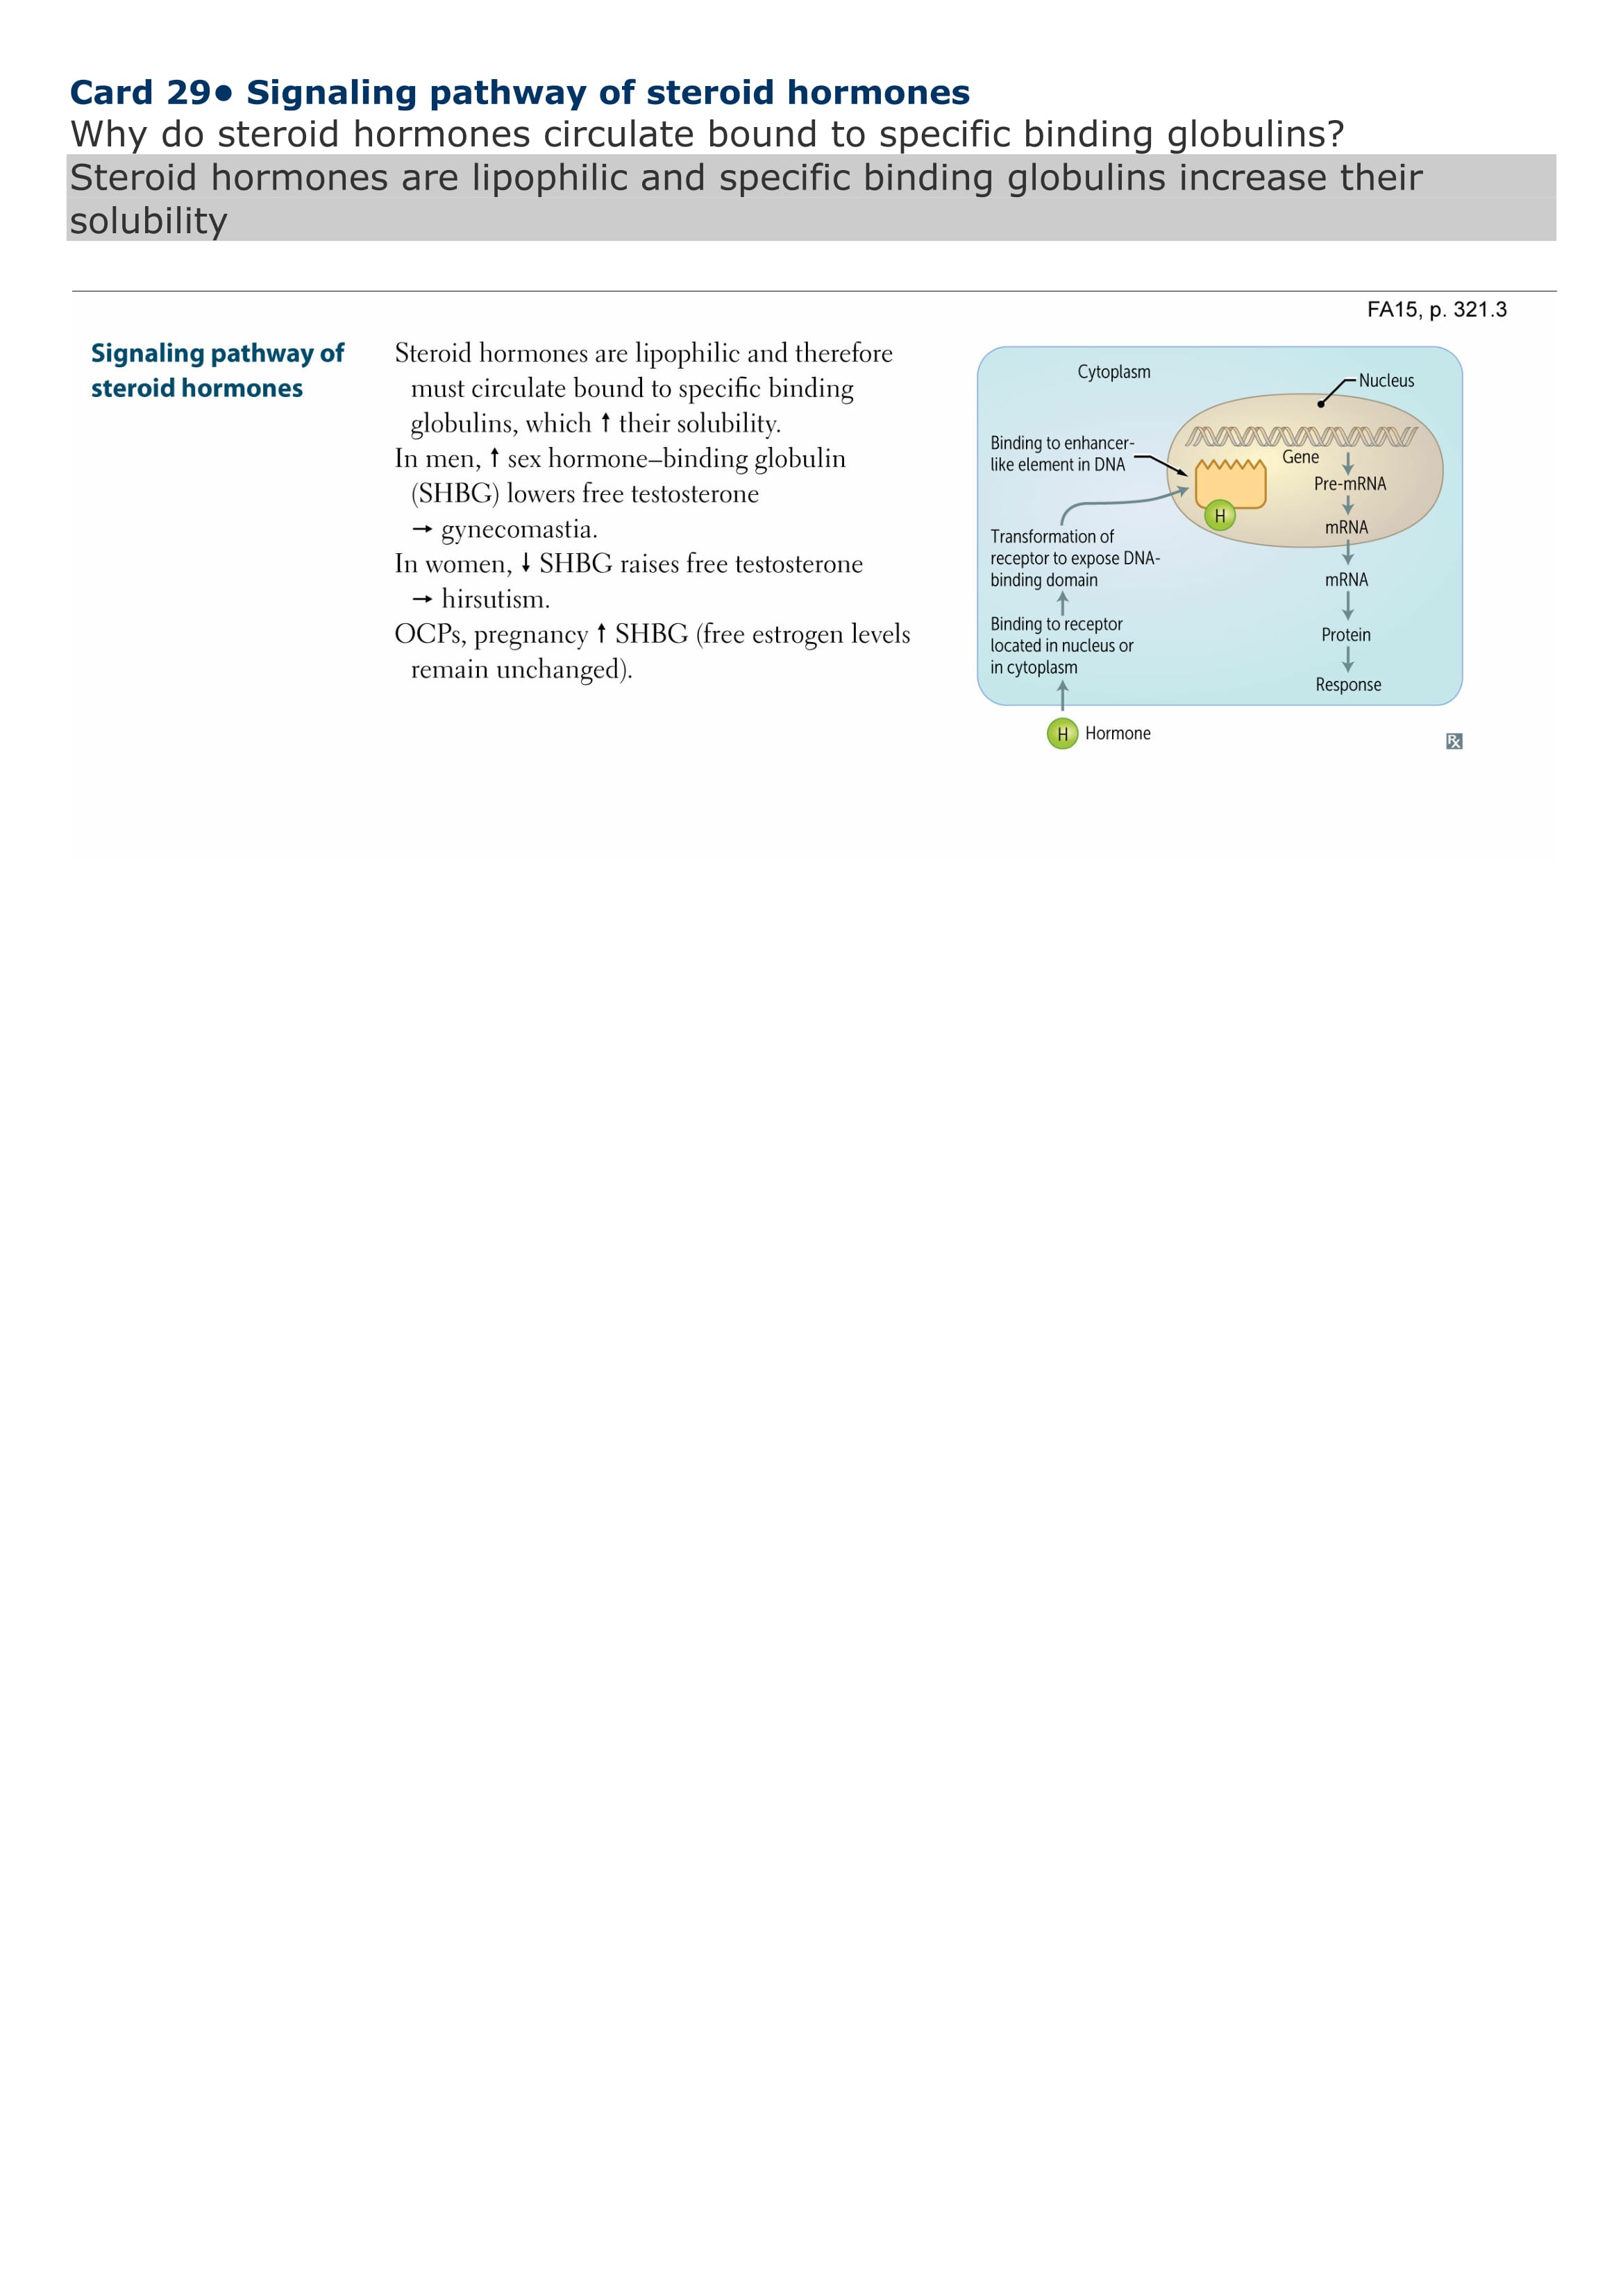 Card 29● Signaling pathway of steroid hormones
Why do steroid hormones circulate bound to specific binding globulins?
Steroid hormones are lipophilic and specific binding globulins increase their
solubility
FA15, p. 321.3
Signaling pathway of
steroid hormones
Steroid hormones are lipophilic and therefore
must circulate bound to specific binding
globulins, which ↑ their solubility.
In men, ↑ sex hormone–binding globulin
(SHBG) lowers free testosterone
→ gynecomastia.
In women, ↓ SHBG raises free testosterone
→ hirsutism.
OCPs, pregnancy ↑ SHBG (free estrogen levels
remain unchanged).
Cytoplasm
Nucleus
Binding to enhancer-
like element in DNA
Gene
Pre-mRNA
H
mRNA
Transformation of
receptor to expose DNA-
binding domain
mRNA
Binding to receptor
located in nucleus or
in cytoplasm
Protein
Response
H Hormone
Rx